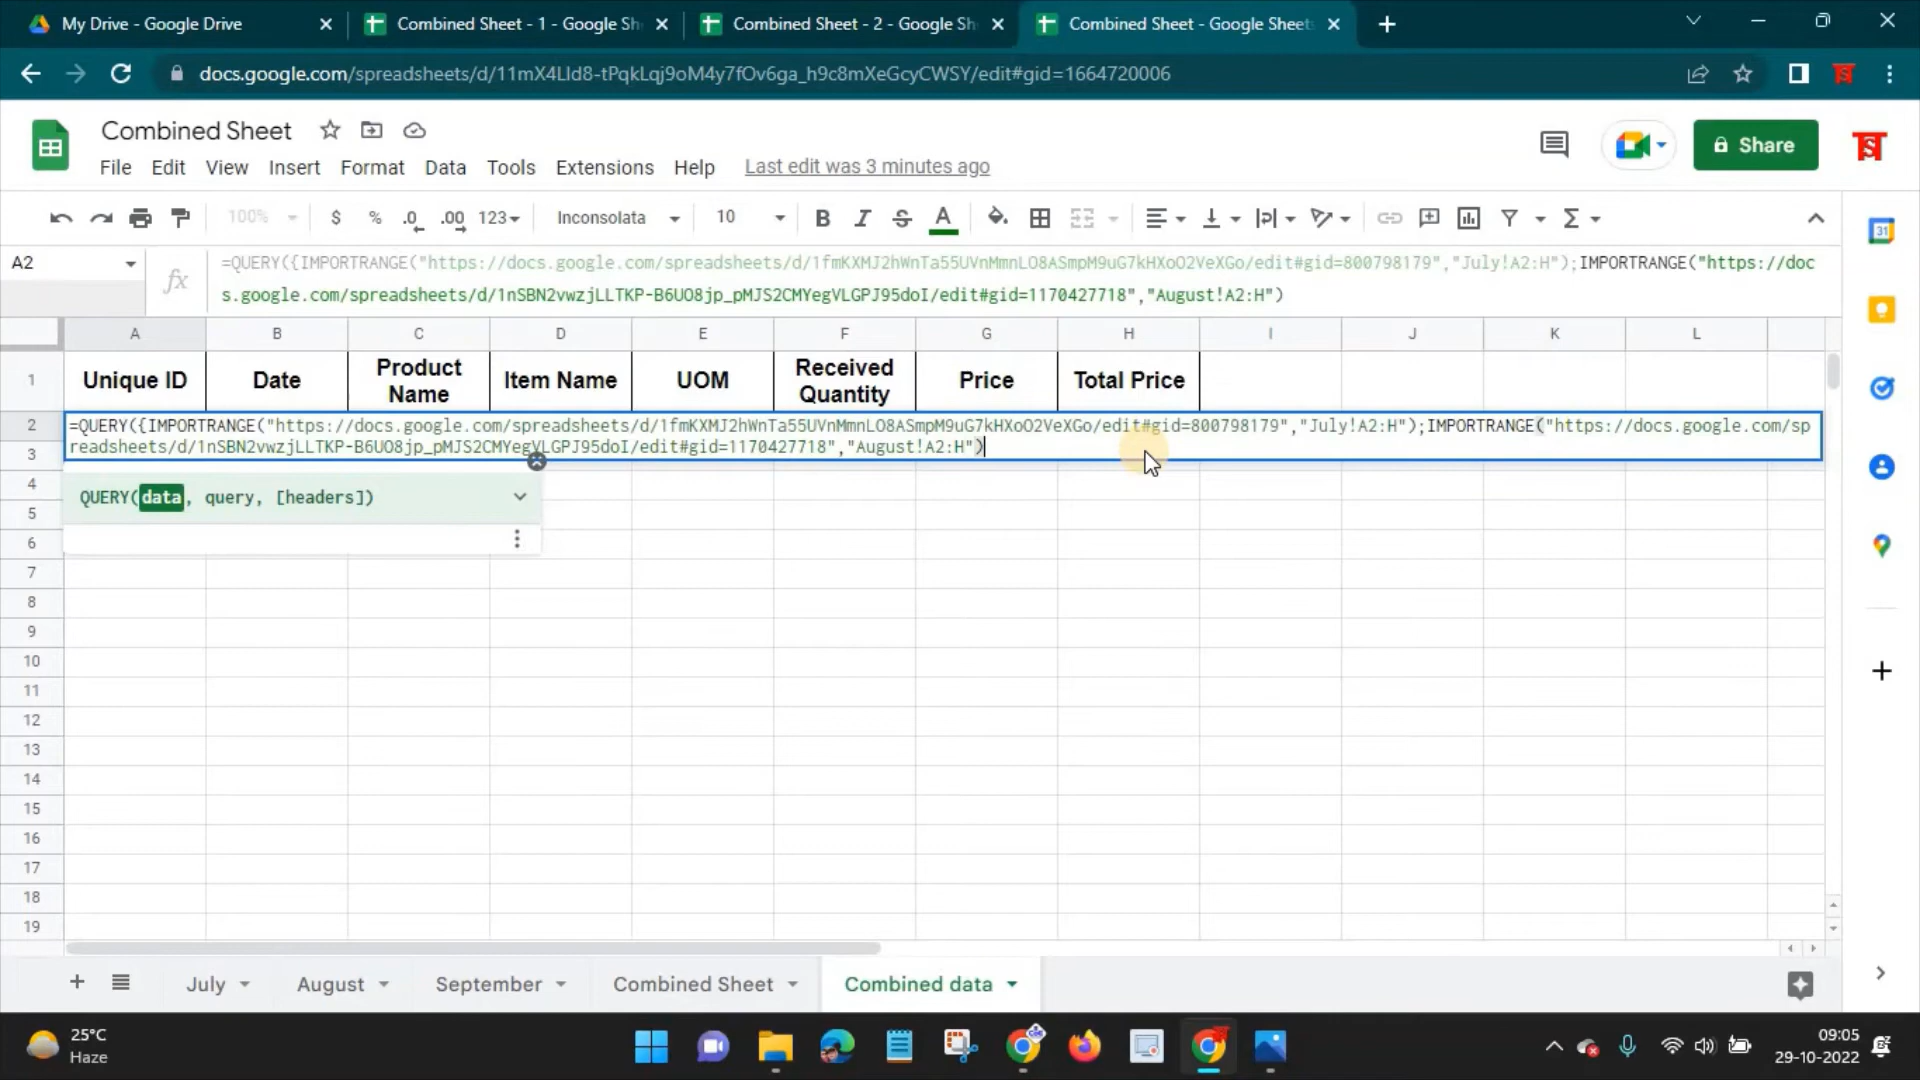 My Drive - Google Drive
Combined Sheet - 1 - Google Sh
Combined Sheet - 2 - Google Sh
Combined Sheet - Google Sheets
docs.google.com/spreadsheets/d/11mX4LId8-tPqkLqj9oM4y7fOv6ga_h9c8mXeGcyCWSY/edit#gid=1664720006
Combined Sheet
Share
File Edit View Insert Format Data Tools Extensions Help Last edit was 3 minutes ago
100% $ % .0 .00 123 Inconsolata 10 B I S A
A2
fx
=QUERY({IMPORTRANGE("https://docs.google.com/spreadsheets/d/1fmKXMJ2hWnTa55UVnMmnLO8ASmpM9uG7kHXoO2VeXGo/edit#gid=800798179","July!A2:H");IMPORTRANGE("https://doc
s.google.com/spreadsheets/d/1nSBN2vwzjLLTKP-B6UO8jp_pMJS2CMYegVLGPJ95doI/edit#gid=1170427718","August!A2:H")
A B C D E F G H I J K L
1 Unique ID Date Product Name Item Name UOM Received Quantity Price Total Price
2 =QUERY({IMPORTRANGE("https://docs.google.com/spreadsheets/d/1fmKXMJ2hWnTa55UVnMmnLO8ASmpM9uG7kHXoO2VeXGo/edit#gid=800798179","July!A2:H");IMPORTRANGE("https://docs.google.com/sp
3 readsheets/d/1nSBN2vwzjLLTKP-B6UO8jp_pMJS2CMYegVLGPJ95doI/edit#gid=1170427718","August!A2:H")
4
QUERY(data, query, [headers])
5
6
7
8
9
10
11
12
13
14
15
16
17
18
19
July August September Combined Sheet Combined data
31
25°C
Haze
09:05
29-10-2022